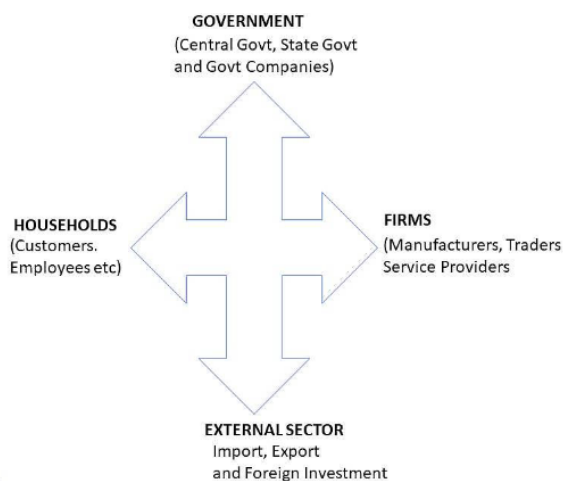 GOVERNMENT
(Central Govt, State Govt
and Govt Companies)
HOUSEHOLDS
(Customers.
Employees etc)
FIRMS
(Manufacturers, Traders
Service Providers
EXTERNAL SECTOR
Import, Export
and Foreign Investment